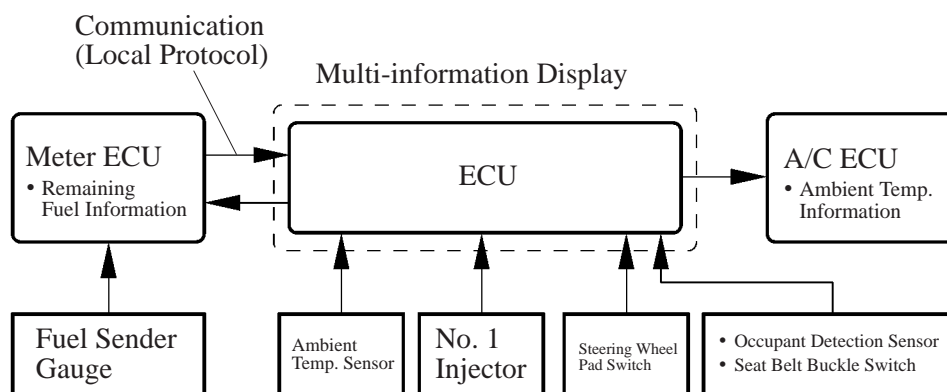 Communication
(Local Protocol)
Multi-information Display
Meter ECU
• Remaining
Fuel Information
ECU
A/C ECU
• Ambient Temp.
Information
Fuel Sender
Gauge
Ambient
Temp. Sensor
No. 1
Injector
Steering Wheel
Pad Switch
• Occupant Detection Sensor
• Seat Belt Buckle Switch